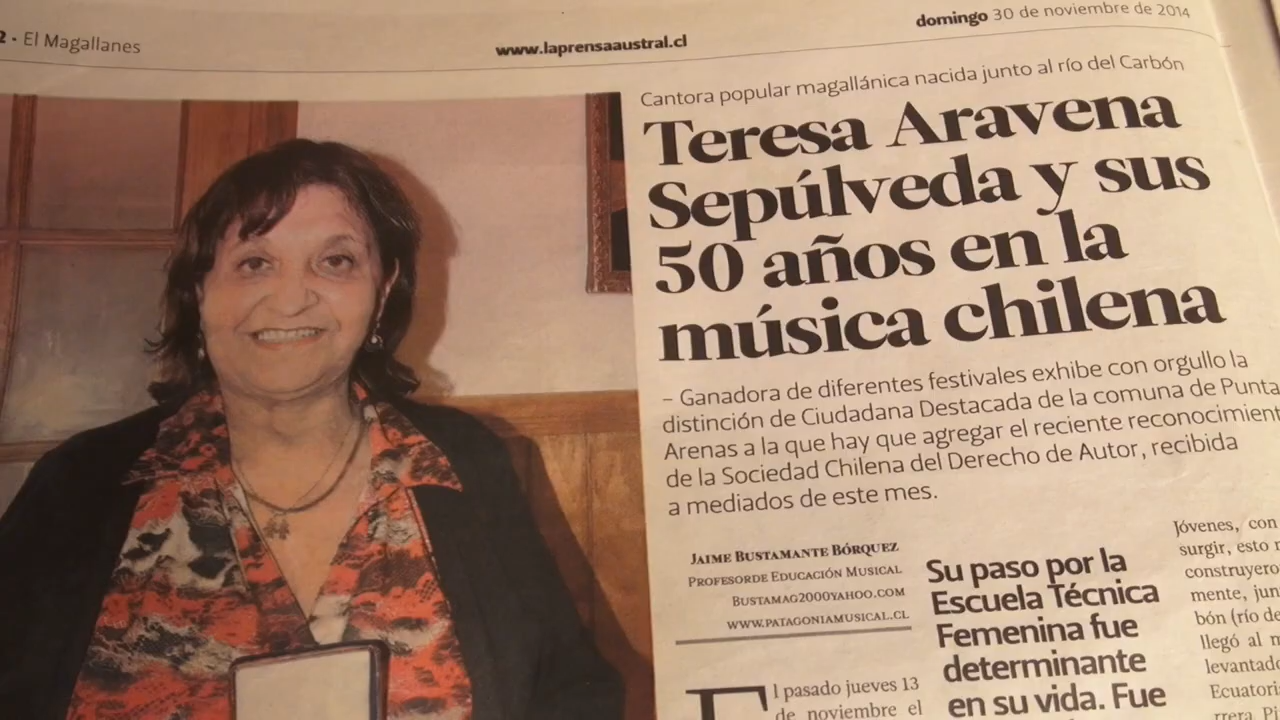 2 • El Magallanes
www.laprensaaustral.cl
domingo 30 de noviembre de 2014
Cantora popular magallánica nacida junto al río del Carbón
Teresa Aravena
Sepúlveda y sus
50 años en la
música chilena
– Ganadora de diferentes festivales exhibe con orgullo la
distinción de Ciudadana Destacada de la comuna de Punta
Arenas a la que hay que agregar el reciente reconocimient
de la Sociedad Chilena del Derecho de Autor, recibida
a mediados de este mes.
Jaime Bustamante Bórquez
Profesorde Educación Musical
Bustamag2000yahoo.com
www.patagoniamusical.cl
l pasado jueves 13
de noviembre el
Su paso por la
Escuela Técnica
Femenina fue
determinante
en su vida. Fue
Jóvenes, con
surgir, esto
construyero
mente, jun
bón (río de
llegó al
levantado
Ecuatori
rrera, Pi